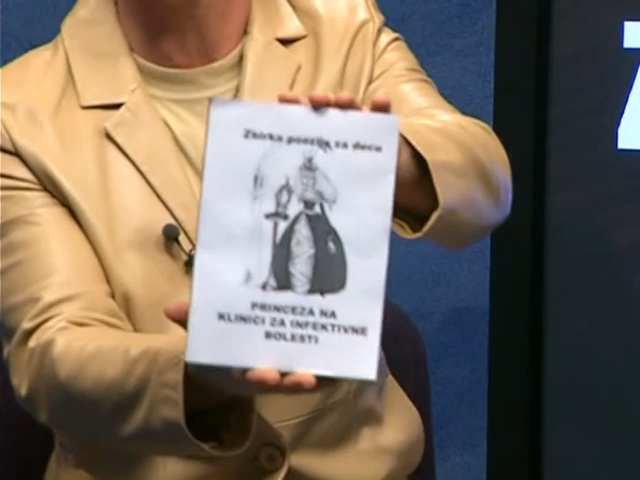 Zbirka poezije za decu
PRINCEZA NA
KLINICI ZA INFEKTIVNE
BOLESTI